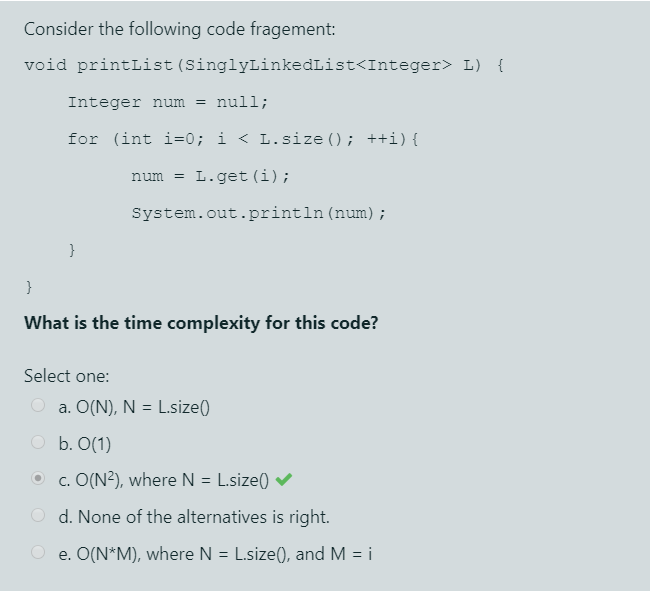 Consider the following code fragement:
void printList(SinglyLinkedList<Integer> L) {
Integer num = null;
for (int i=0; i < L.size(); ++i){
num = L.get(i);
System.out.println(num);
}
}
What is the time complexity for this code?
Select one:
a. O(N), N = L.size()
b. O(1)
c. O(N²), where N = L.size() ✔
d. None of the alternatives is right.
e. O(N*M), where N = L.size(), and M = i